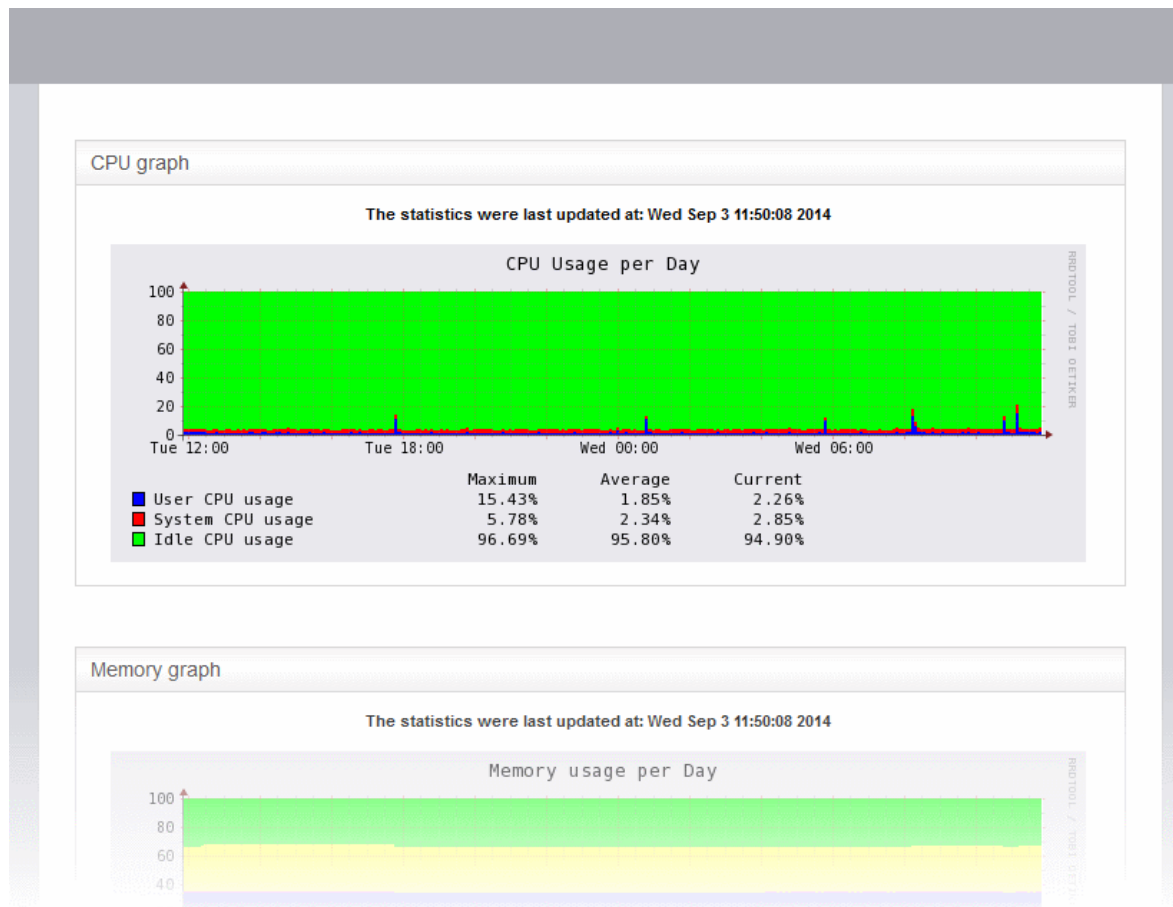 CPU graph
The statistics were last updated at: Wed Sep 3 11:50:08 2014
CPU Usage per Day
RRDTOOL / TOBI OETIKER
100
80
60
40
20
0
Tue 12:00 Tue 18:00 Wed 00:00 Wed 06:00
Maximum Average Current
User CPU usage 15.43% 1.85% 2.26%
System CPU usage 5.78% 2.34% 2.85%
Idle CPU usage 96.69% 95.80% 94.90%
Memory graph
The statistics were last updated at: Wed Sep 3 11:50:08 2014
Memory usage per Day
RRDTOOL / TOBI
100
80
60
40